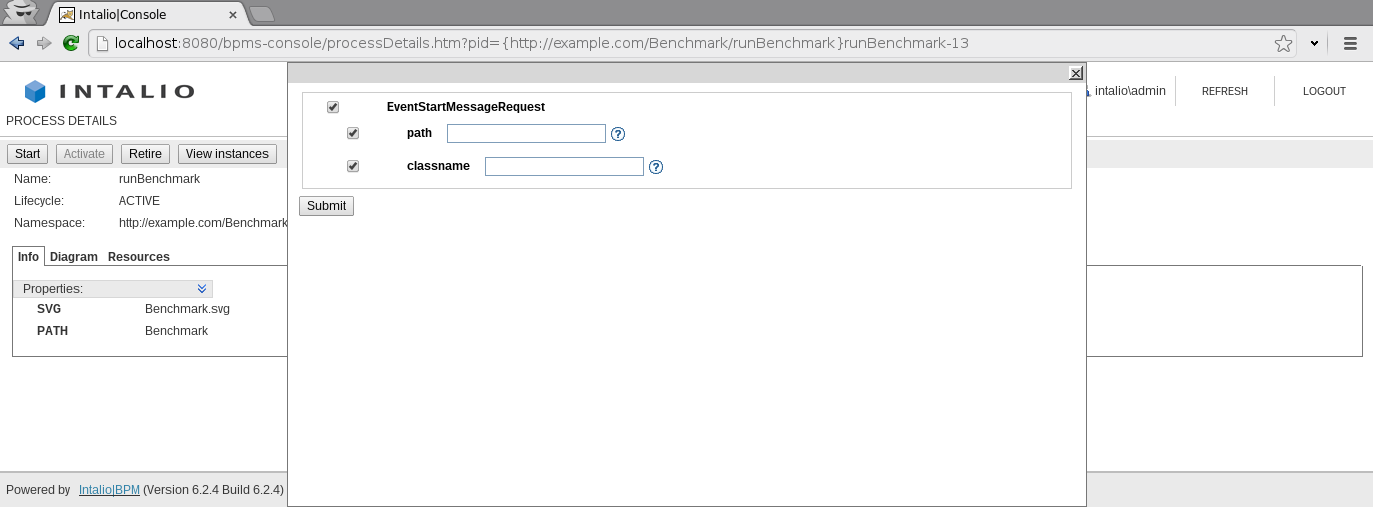 Intalio|Console
localhost:8080/bpms-console/processDetails.htm?pid={http://example.com/Benchmark/runBenchmark}runBenchmark-13
INTALIO
intalio\admin REFRESH LOGOUT
PROCESS DETAILS
Start Activate Retire View instances
Name: runBenchmark
Lifecycle: ACTIVE
Namespace: http://example.com/Benchmark
Info Diagram Resources
Properties:
SVG Benchmark.svg
PATH Benchmark
EventStartMessageRequest
path ?
classname ?
Submit
Powered by Intalio|BPM (Version 6.2.4 Build 6.2.4)